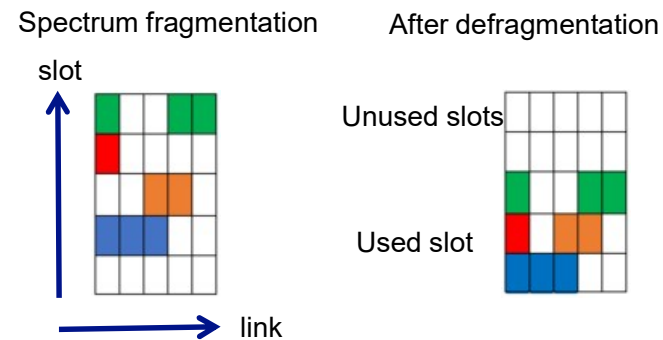 Spectrum fragmentation
After defragmentation
slot
Unused slots
Used slot
link